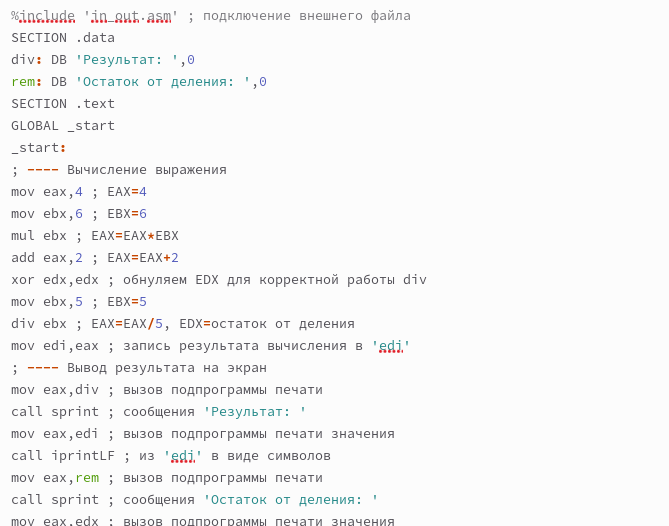 %include 'in_out.asm' ; подключение внешнего файла
SECTION .data
div: DB 'Результат: ',0
rem: DB 'Остаток от деления: ',0
SECTION .text
GLOBAL _start
_start:
; ---- Вычисление выражения
mov eax,4 ; EAX=4
mov ebx,6 ; EBX=6
mul ebx ; EAX=EAX*EBX
add eax,2 ; EAX=EAX+2
xor edx,edx ; обнуляем EDX для корректной работы div
mov ebx,5 ; EBX=5
div ebx ; EAX=EAX/5, EDX=остаток от деления
mov edi,eax ; запись результата вычисления в 'edi'
; ---- Вывод результата на экран
mov eax,div ; вызов подпрограммы печати
call sprint ; сообщения 'Результат: '
mov eax,edi ; вызов подпрограммы печати значения
call iprintLF ; из 'edi' в виде символов
mov eax,rem ; вызов подпрограммы печати
call sprint ; сообщения 'Остаток от деления: '
mov eax,edx ; вызов подпрограммы печати значения